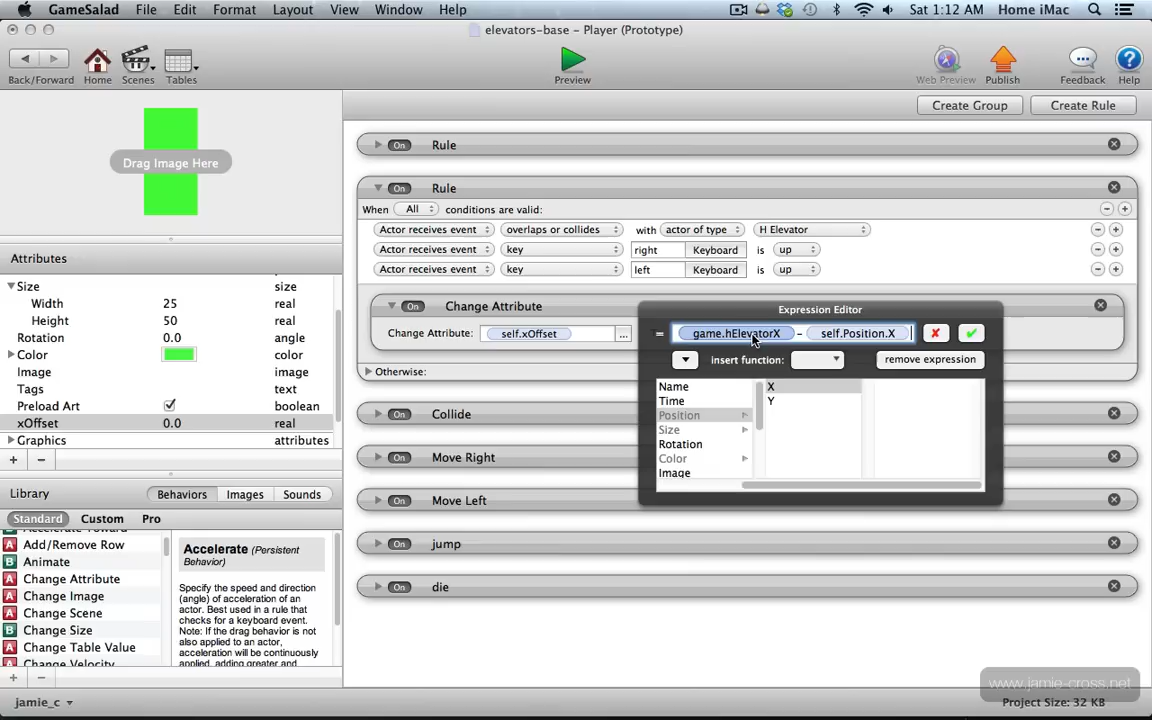 GameSalad File Edit Format Layout View Window Help Sat 1:12 AM Home iMac
elevators-base – Player (Prototype)
Back/Forward Home Scenes Tables Preview Web Preview Publish Feedback Help
Create Group Create Rule
Drag Image Here
Attributes
Size size
Width 25 real
Height 50 real
Rotation 0.0 angle
Color color
Image image
Tags text
Preload Art boolean
xOffset 0.0 real
Graphics attributes
Library Behaviors Images Sounds
Standard Custom Pro
Accelerate Toward
Add/Remove Row
Animate
Change Attribute
Change Image
Change Scene
Change Size
Change Table Value
Change Velocity
Accelerate (Persistent
Behavior)
Specify the speed and direction
(angle) of acceleration of an
actor. Best used in a rule that
checks for a keyboard event.
Note: If the drag behavior is not
also applied to an actor,
acceleration will be continuously
applied, adding greater and
jamie_c
On Rule
On Rule
When All conditions are valid:
Actor receives event overlaps or collides with actor of type H Elevator
Actor receives event key right Keyboard is up
Actor receives event key left Keyboard is up
On Change Attribute
Change Attribute: self.xOffset ...
Otherwise:
On Collide
On Move Right
On Move Left
On jump
On die
Expression Editor
= game.hElevatorX – self.Position.X
insert function: remove expression
Name X
Time Y
Position
Size
Rotation
Color
Image
www.jamie-cross.net
Project Size: 32 KB